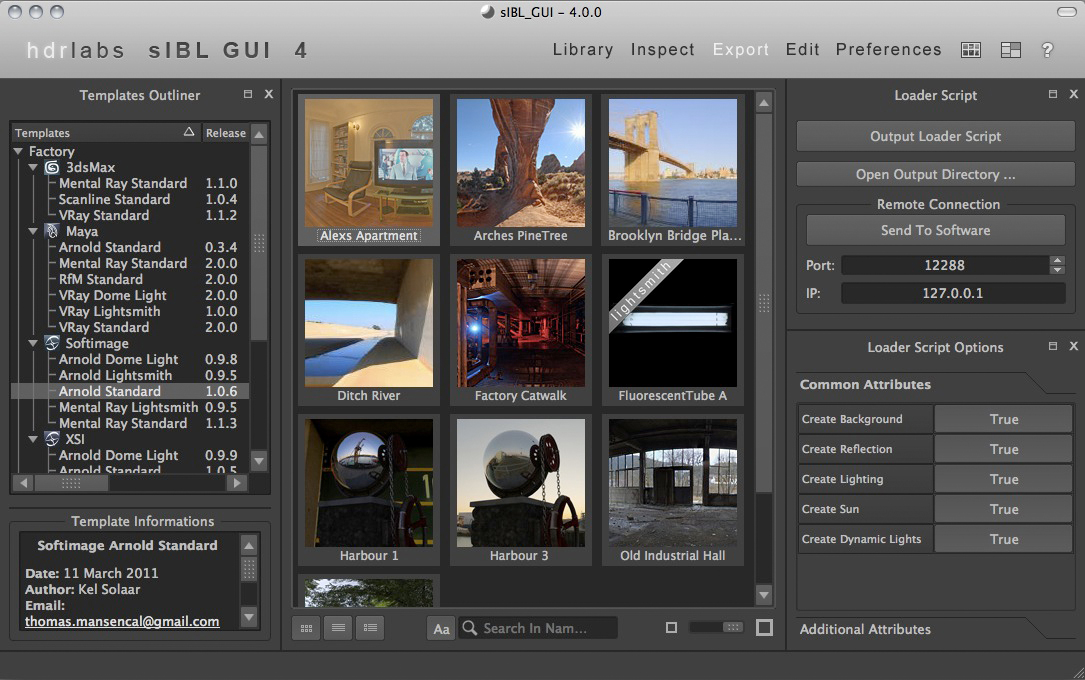 sIBL_GUI – 4.0.0
hdrlabs sIBL GUI 4
Library Inspect Export Edit Preferences ?
Templates Outliner
Templates Release
Factory
3dsMax
Mental Ray Standard 1.1.0
Scanline Standard 1.0.4
VRay Standard 1.1.2
Maya
Arnold Standard 0.3.4
Mental Ray Standard 2.0.0
RfM Standard 2.0.0
VRay Dome Light 2.0.0
VRay Lightsmith 1.0.0
VRay Standard 2.0.0
Softimage
Arnold Dome Light 0.9.8
Arnold Lightsmith 0.9.5
Arnold Standard 1.0.6
Mental Ray Lightsmith 0.9.5
Mental Ray Standard 1.1.3
XSI
Arnold Dome Light 0.9.9
Arnold Standard 1.0.5
Template Informations
Softimage Arnold Standard
Date: 11 March 2011
Author: Kel Solaar
Email:
thomas.mansencal@gmail.com
Alexs Apartment
Arches PineTree
Brooklyn Bridge Pla...
Ditch River
Factory Catwalk
lightsmith
FluorescentTube A
Harbour 1
Harbour 3
Old Industrial Hall
Aa
Search In Nam...
Loader Script
Output Loader Script
Open Output Directory ...
Remote Connection
Send To Software
Port: 12288
IP: 127.0.0.1
Loader Script Options
Common Attributes
Create Background True
Create Reflection True
Create Lighting True
Create Sun True
Create Dynamic Lights True
Additional Attributes